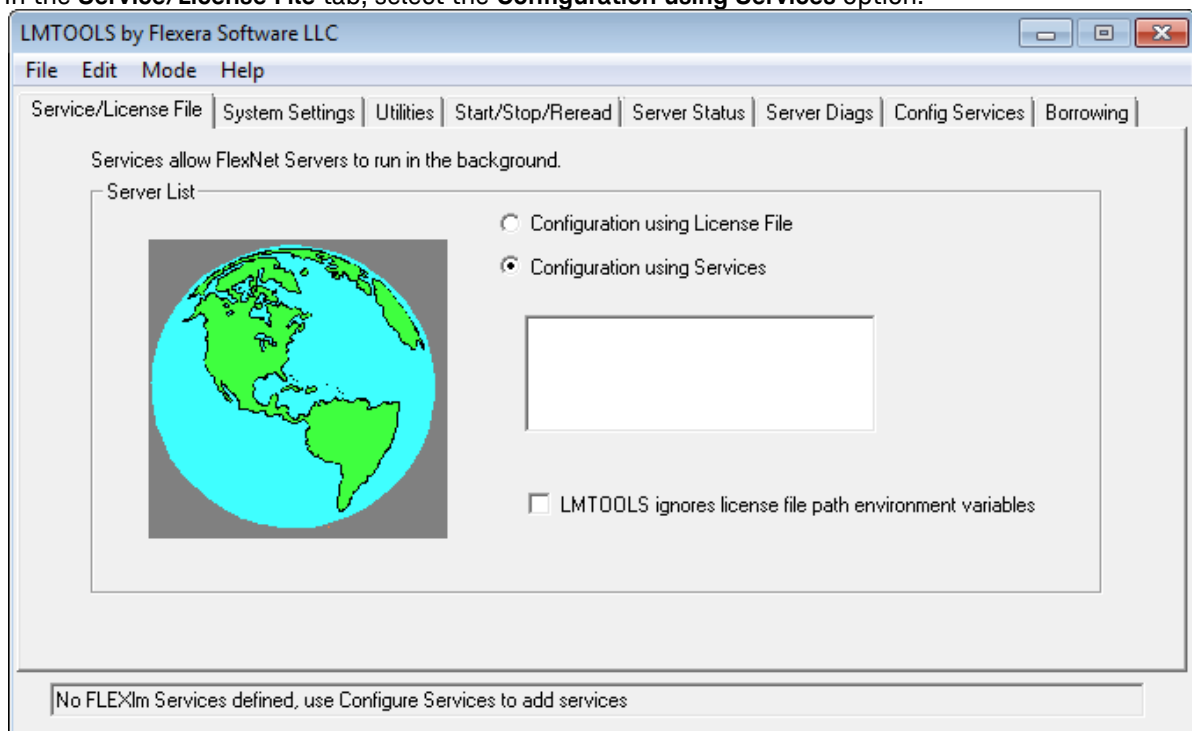 In the Service/License File tab, select the Configuration using Services option.
LMTOOLS by Flexera Software LLC
File Edit Mode Help
Service/License File System Settings Utilities Start/Stop/Reread Server Status Server Diags Config Services Borrowing
Services allow FlexNet Servers to run in the background.
Server List
Configuration using License File
Configuration using Services
LMTOOLS ignores license file path environment variables
No FLEXlm Services defined, use Configure Services to add services